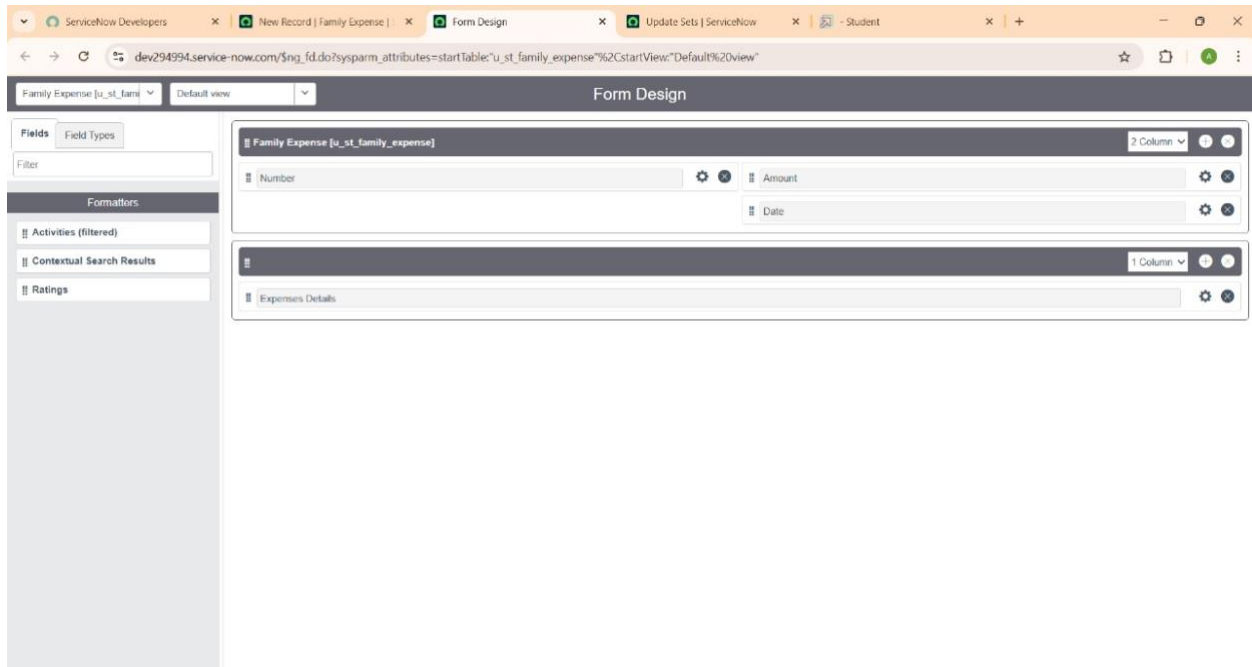 ServiceNow Developers
New Record | Family Expense |
Form Design
Update Sets | ServiceNow
- Student
dev294994.service-now.com/$ng_fd.do?sysparm_attributes=startTable:"u_st_family_expense"%2CstartView:"Default%20view"
A
Family Expense [u_st_fami
Default view
Form Design
Fields
Field Types
Filter
Formatters
Activities (filtered)
Contextual Search Results
Ratings
Family Expense [u_st_family_expense]
2 Column
Number
Amount
Date
1 Column
Expenses Details